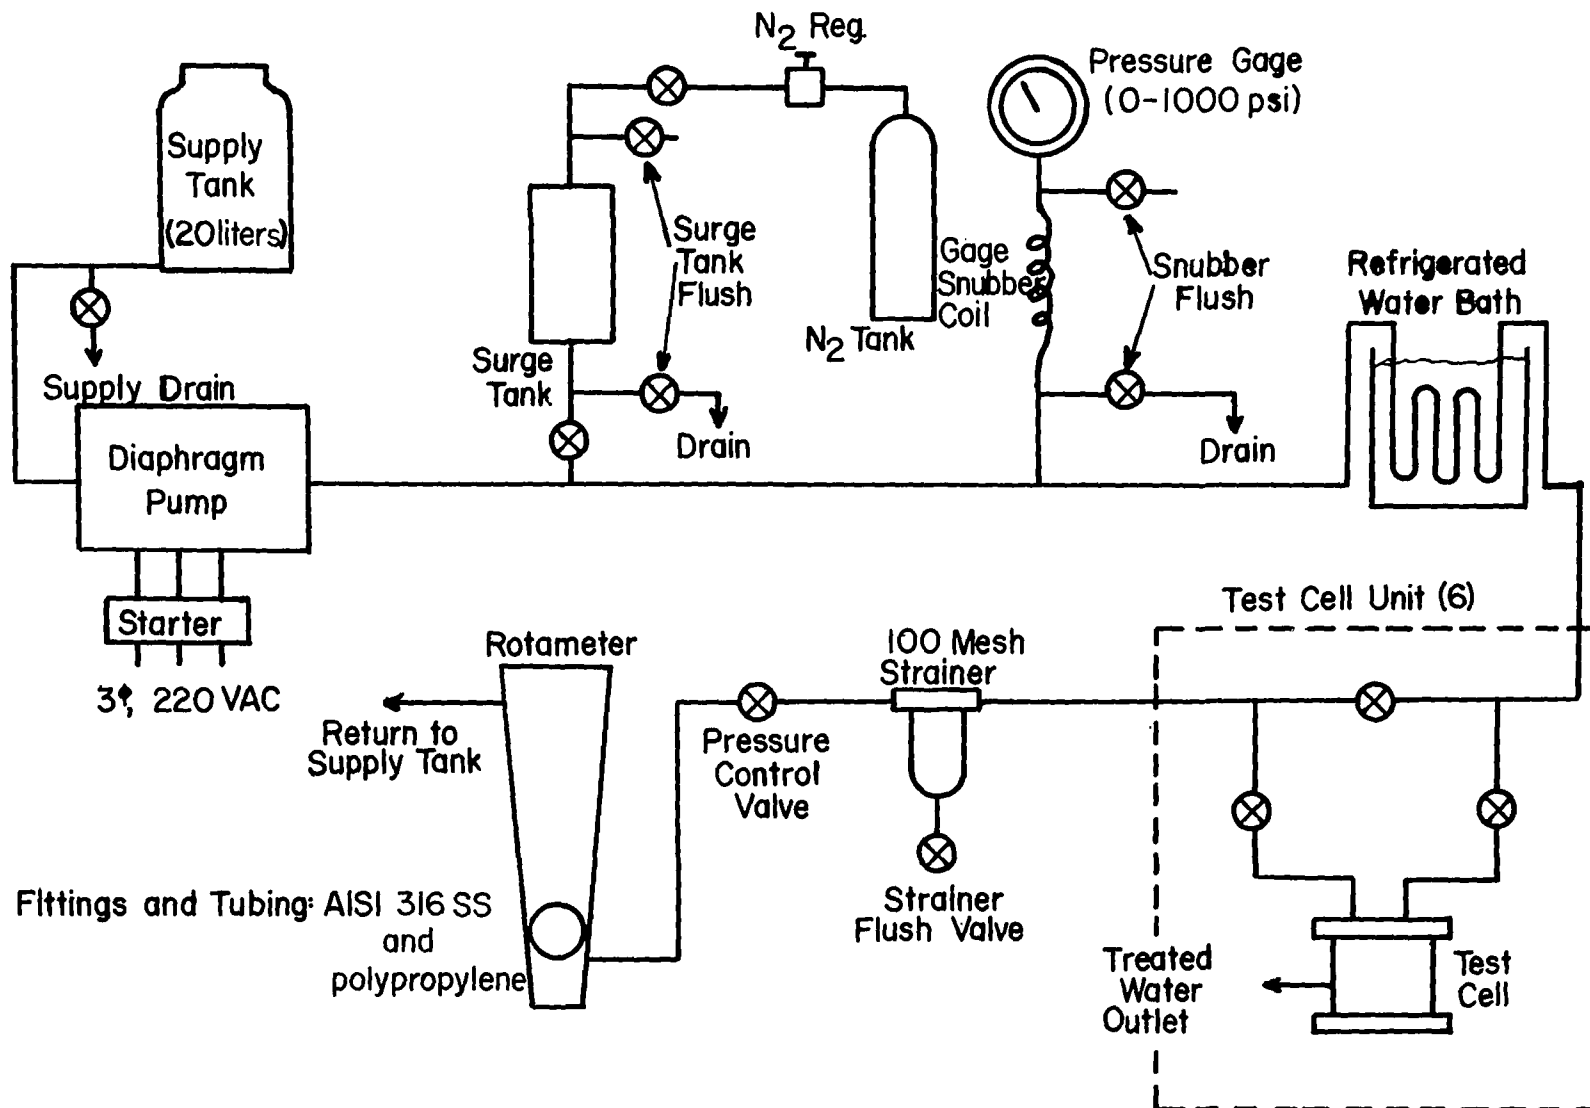 N2 Reg.
Pressure Gage
(0-1000 psi)
Supply
Tank
(20 liters)
Surge
Tank
Flush
Gage
Snubber
Coil
Snubber
Flush
Refrigerated
Water Bath
N2 Tank
Surge
Tank
Supply Drain
Drain
Drain
Diaphragm
Pump
Starter
3ϕ, 220 VAC
Test Cell Unit (6)
Rotameter
100 Mesh
Strainer
Return to
Supply Tank
Pressure
Control
Valve
Strainer
Flush Valve
Fittings and Tubing: AISI 316 SS
and
polypropylene
Treated
Water
Outlet
Test
Cell